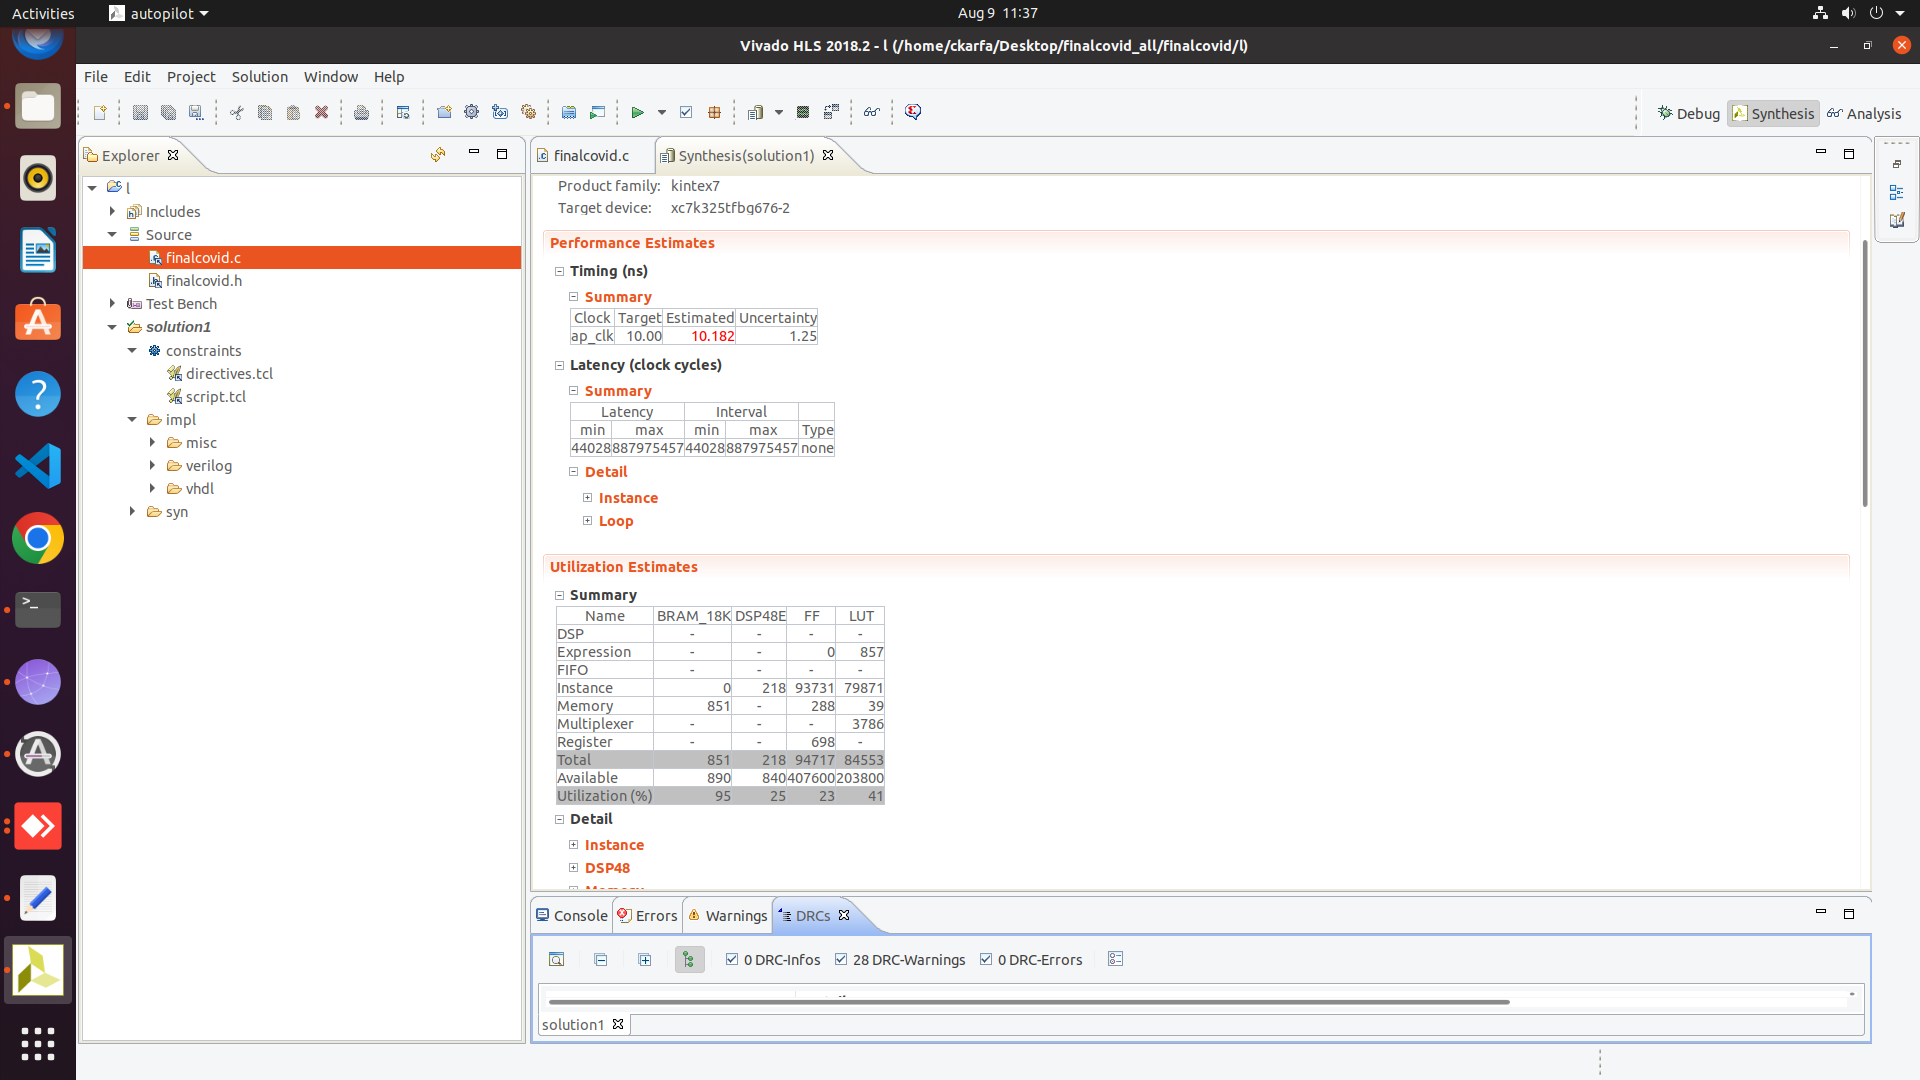 Activities autopilot Aug 9 11:37
Vivado HLS 2018.2 - l (/home/ckarfa/Desktop/finalcovid_all/finalcovid/l)
File Edit Project Solution Window Help
Debug Synthesis Analysis
Explorer
l
Includes
Source
finalcovid.c
finalcovid.h
Test Bench
solution1
constraints
directives.tcl
script.tcl
impl
misc
verilog
vhdl
syn
finalcovid.c Synthesis(solution1)
Product family: kintex7
Target device: xc7k325tfbg676-2
Performance Estimates
Timing (ns)
Summary
Clock Target Estimated Uncertainty
ap_clk 10.00 10.182 1.25
Latency (clock cycles)
Summary
Latency Interval
min max min max Type
44028 887975457 44028 887975457 none
Detail
Instance
Loop
Utilization Estimates
Summary
Name BRAM_18K DSP48E FF LUT
DSP - - - -
Expression - - 0 857
FIFO - - - -
Instance 0 218 93731 79871
Memory 851 - 288 39
Multiplexer - - - 3786
Register - - 698 -
Total 851 218 94717 84553
Available 890 840 407600 203800
Utilization (%) 95 25 23 41
Detail
Instance
DSP48
Memory
Console Errors Warnings DRCs
0 DRC-Infos 28 DRC-Warnings 0 DRC-Errors
solution1